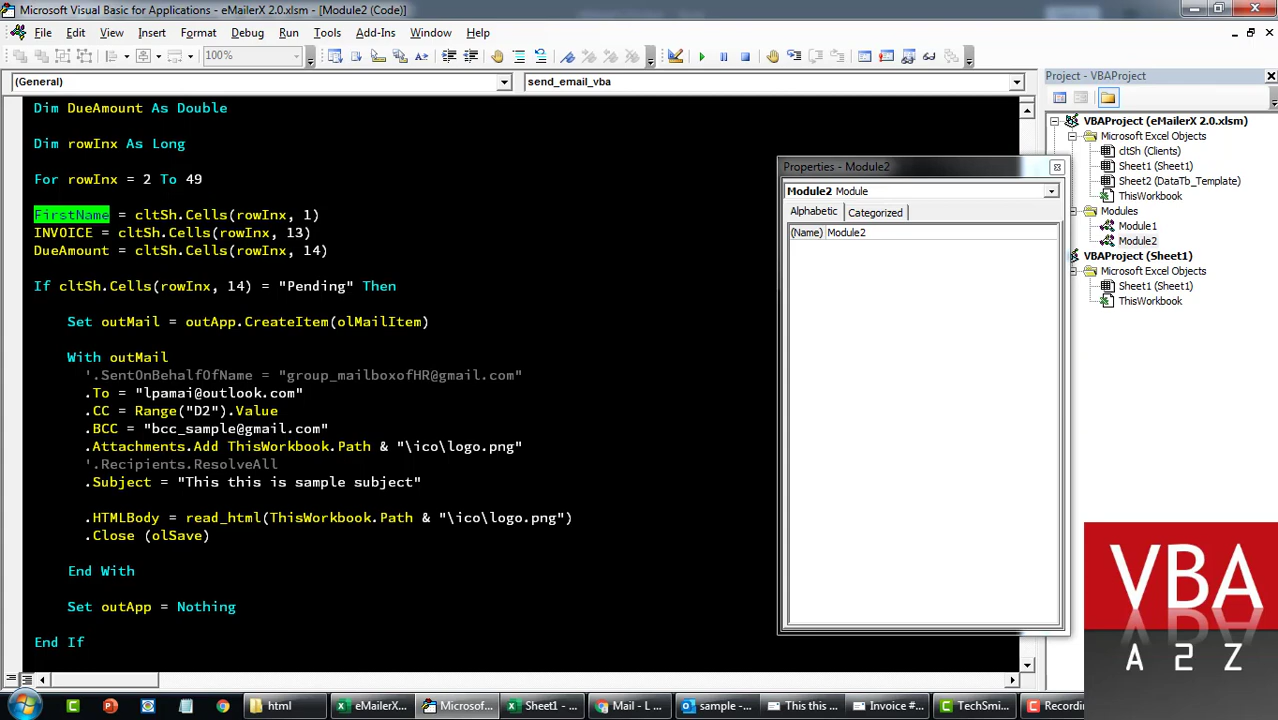 Microsoft Visual Basic for Applications - eMailerX 2.0.xlsm - [Module2 (Code)]
File Edit View Insert Format Debug Run Tools Add-Ins Window Help
100%
(General) send_email_vba
Project - VBAProject
Dim DueAmount As Double
Dim rowInx As Long
For rowInx = 2 To 49
FirstName = cltSh.Cells(rowInx, 1)
INVOICE = cltSh.Cells(rowInx, 13)
DueAmount = cltSh.Cells(rowInx, 14)
If cltSh.Cells(rowInx, 14) = "Pending" Then
Set outMail = outApp.CreateItem(olMailItem)
With outMail
'.SentOnBehalfOfName = "group_mailboxofHR@gmail.com"
.To = "lpamai@outlook.com"
.CC = Range("D2").Value
.BCC = "bcc_sample@gmail.com"
.Attachments.Add ThisWorkbook.Path & "\ico\logo.png"
'.Recipients.ResolveAll
.Subject = "This this is sample subject"
.HTMLBody = read_html(ThisWorkbook.Path & "\ico\logo.png")
.Close (olSave)
End With
Set outApp = Nothing
End If
Properties - Module2
Module2 Module
Alphabetic Categorized
(Name) Module2
VBAProject (eMailerX 2.0.xlsm)
Microsoft Excel Objects
cltSh (Clients)
Sheet1 (Sheet1)
Sheet2 (DataTb_Template)
ThisWorkbook
Modules
Module1
Module2
VBAProject (Sheet1)
Microsoft Excel Objects
Sheet1 (Sheet1)
ThisWorkbook
VBA
A 2 Z
html eMailerX... Microsof... Sheet1 - ... Mail - L ... sample - ... This this ... Invoice #... TechSmi... Recording